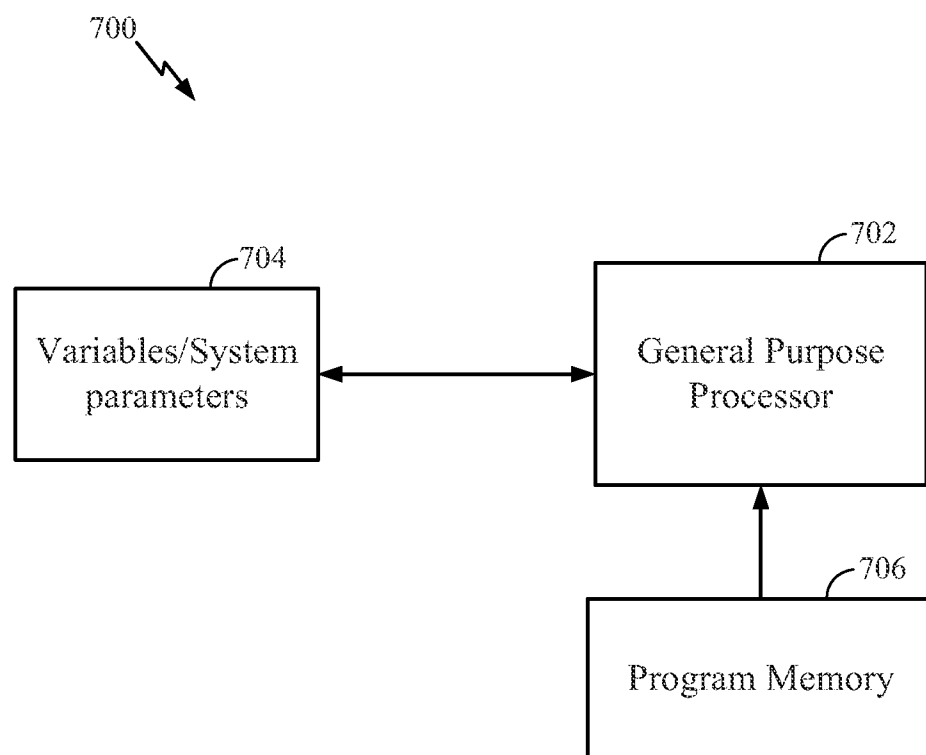 700
702
704
Variables/System
parameters
General Purpose
Processor
706
Program Memory